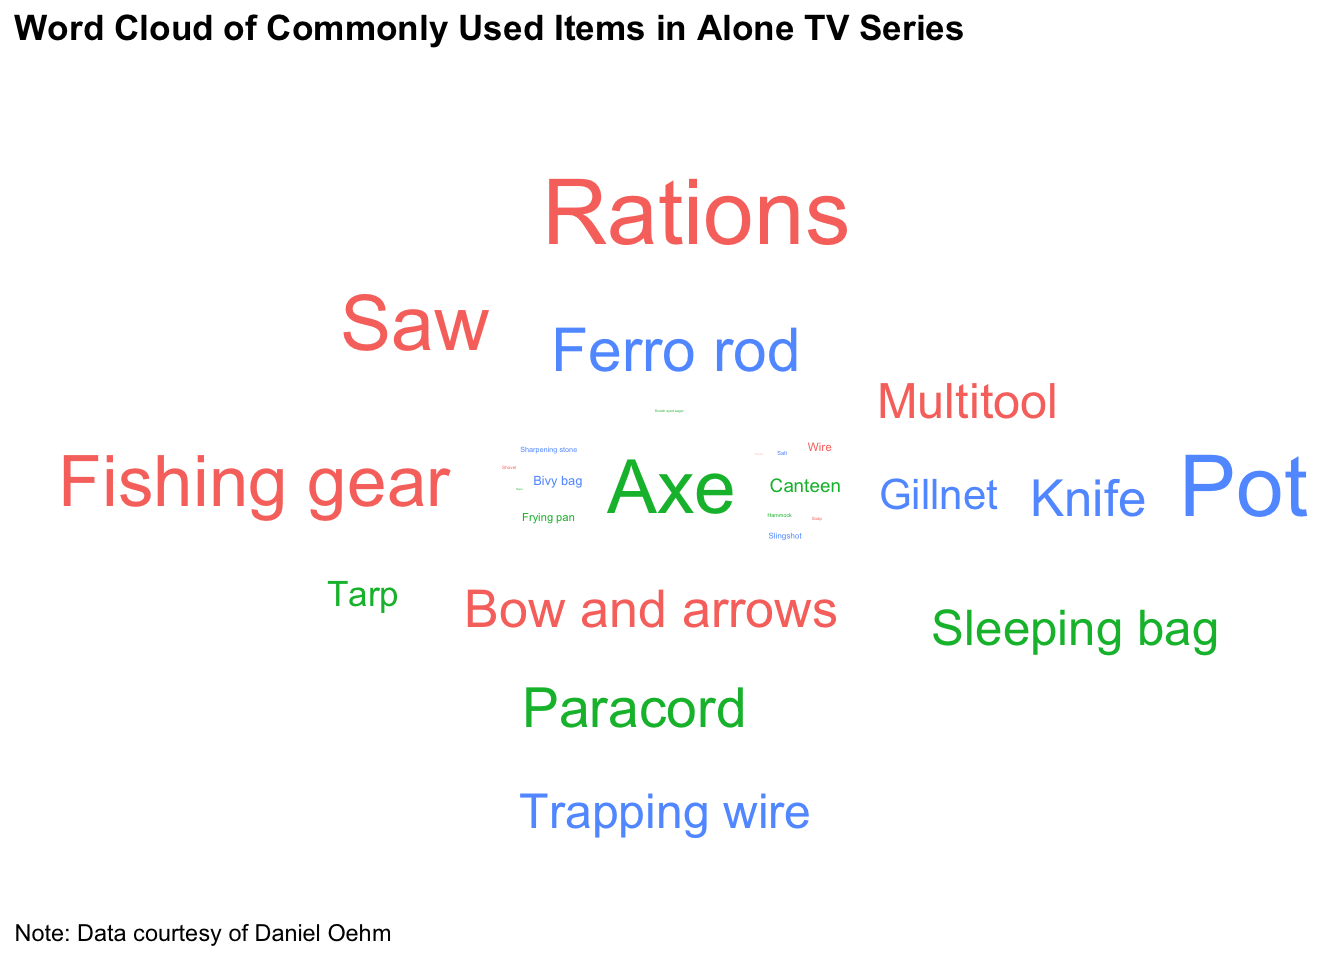 Word Cloud of Commonly Used Items in Alone TV Series
Rations
Saw
Ferro rod
Multitool
Sharpening stone
Wire
Salt
Shovel
Fishing gear
Bivy bag
Axe
Canteen
Gillnet
Knife
Pot
Frying pan
Hammock
Soap
Slingshot
Tarp
Bow and arrows
Sleeping bag
Paracord
Trapping wire
Note: Data courtesy of Daniel Oehm